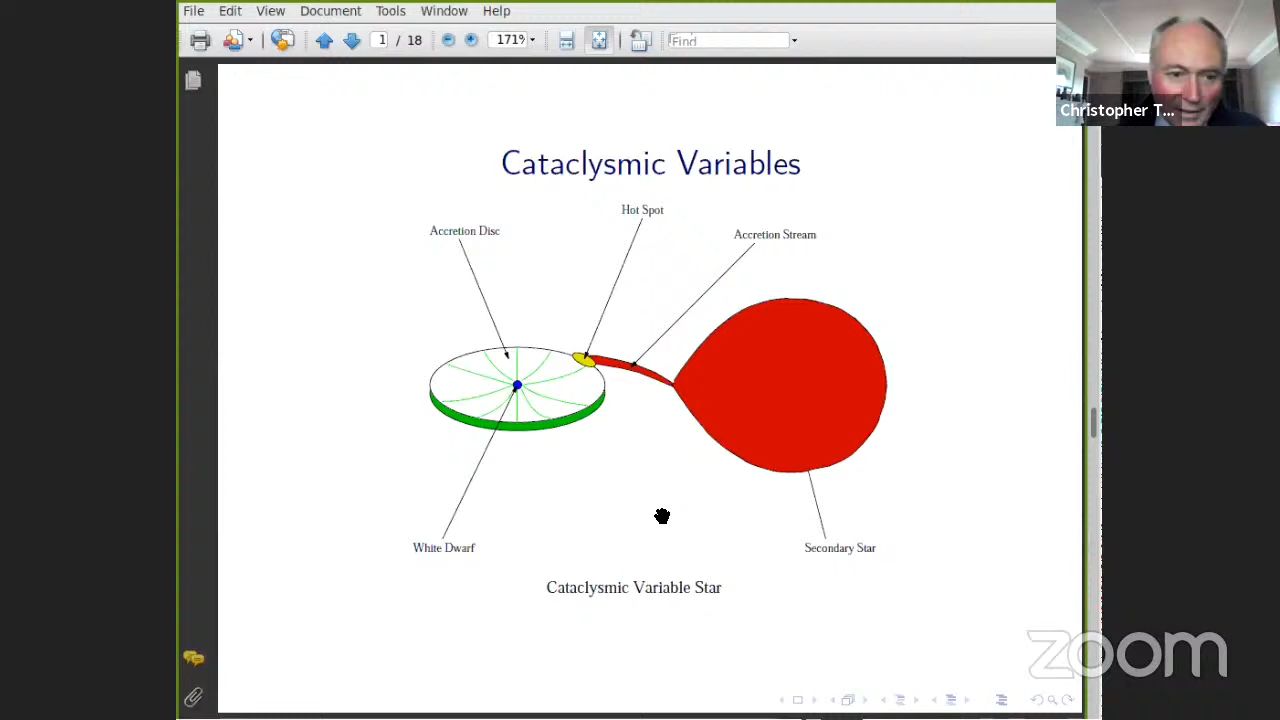 File Edit View Document Tools Window Help
1 / 18 171% Find
Christopher T...
Cataclysmic Variables
Hot Spot
Accretion Disc
Accretion Stream
White Dwarf
Secondary Star
Cataclysmic Variable Star
zoom